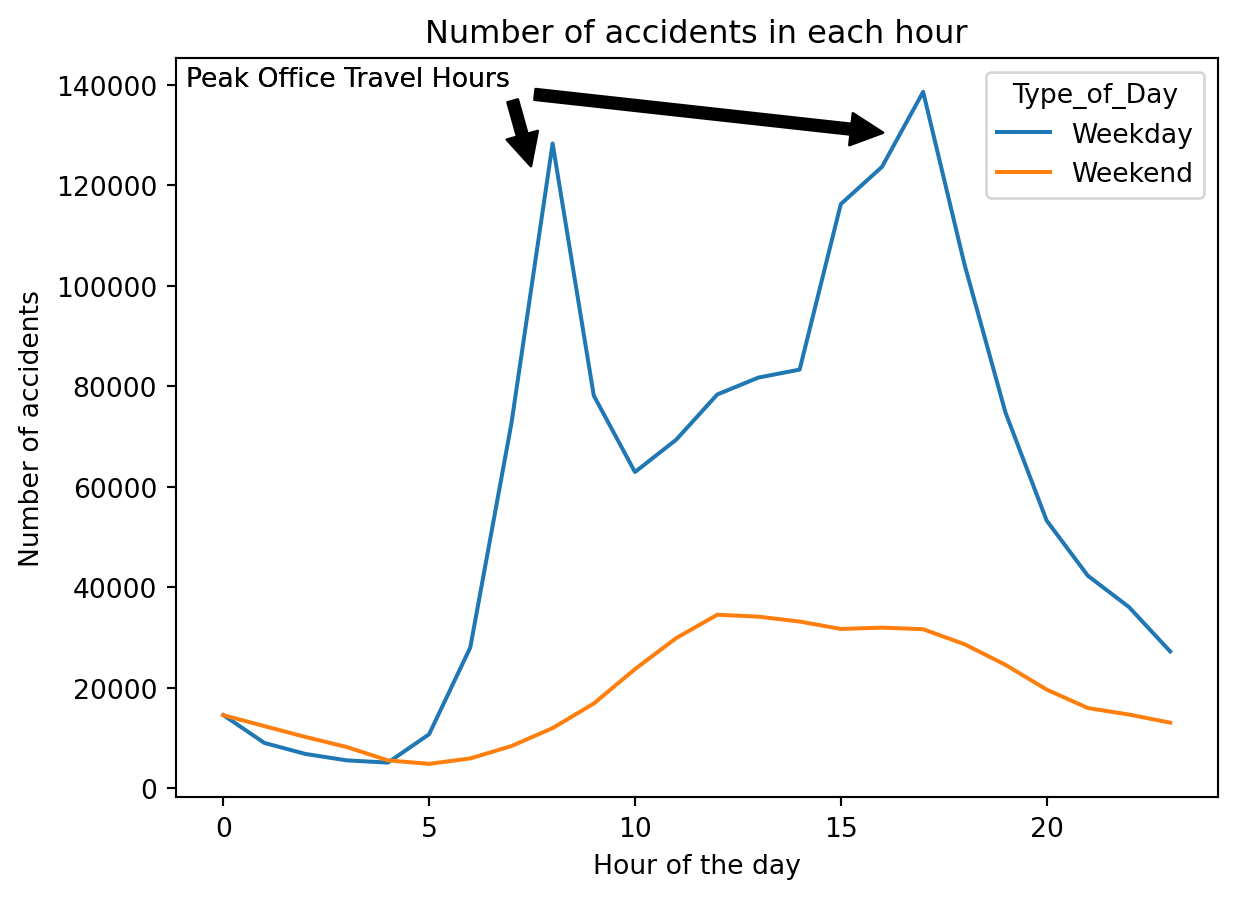 Number of accidents in each hour
Peak Office Travel Hours
Type_of_Day
Weekday
Weekend
Number of accidents
140000
120000
100000
80000
60000
40000
20000
0
0 5 10 15 20
Hour of the day